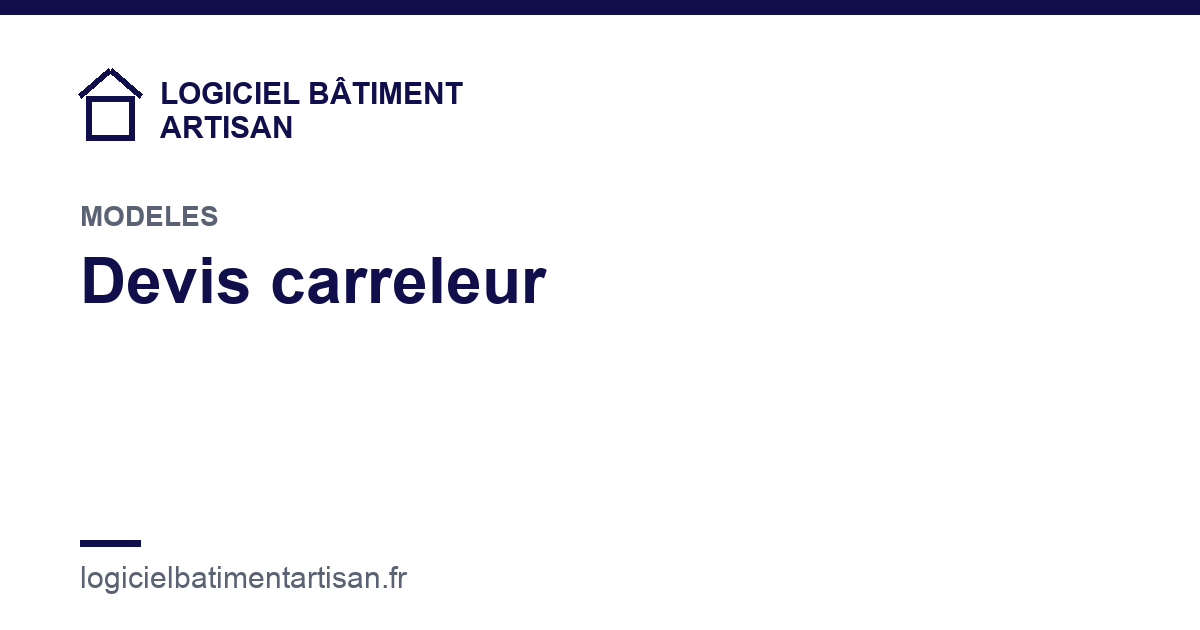 LOGICIEL BÂTIMENT
ARTISAN
MODELES
Devis carreleur
logicielbatimentartisan.fr